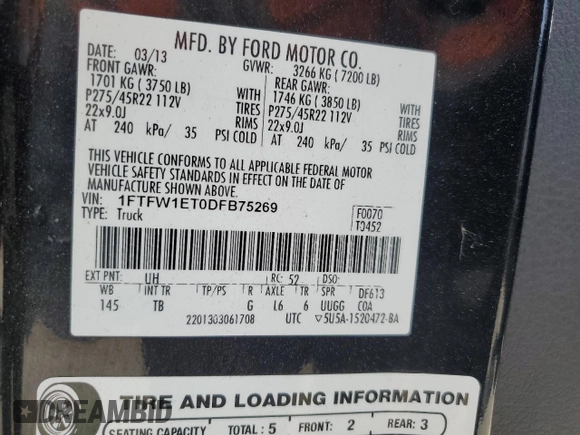 MFD. BY FORD MOTOR CO.
DATE: 03/13 GVWR: 3266 KG ( 7200 LB)
FRONT GAWR: REAR GAWR:
1701 KG ( 3750 LB) WITH 1746 KG ( 3850 LB) WITH
P275/45R22 112V TIRES P275/45R22 112V TIRES
22x9.0J RIMS 22x9.0J RIMS
AT 240 kPa/ 35 PSI COLD AT 240 kPa/ 35 PSI COLD
THIS VEHICLE CONFORMS TO ALL APPLICABLE FEDERAL MOTOR
VEHICLE SAFETY STANDARDS IN EFFECT ON THE DATE OF
MANUFACTURE SHOWN ABOVE.
VIN: 1FTFW1ET0DFB75269 F0070
TYPE: Truck T0452
EXT PNT: UH RC: 52 DSO:
WB INT TR TP/PS R AXLE TR SPR DF613
145 TB G L6 6 UUGG COA
2201303061708 UTC ▽5U5A-1520472-BA
TIRE AND LOADING INFORMATION
SEATING CAPACITY TOTAL : 5 FRONT: 2 REAR: 3
DREAMBID